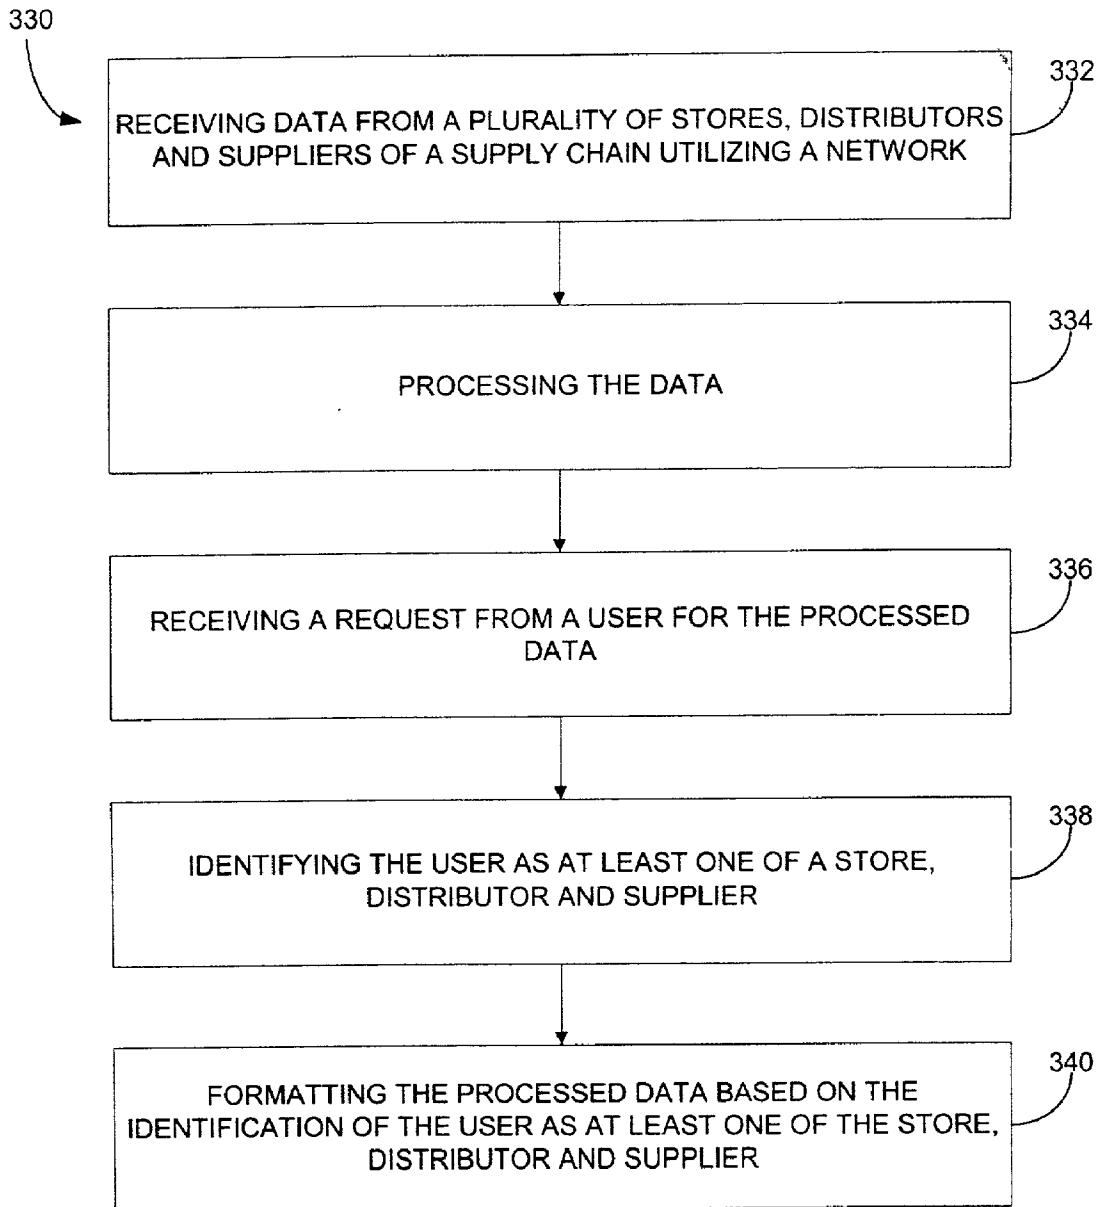 330
332
RECEIVING DATA FROM A PLURALITY OF STORES, DISTRIBUTORS
AND SUPPLIERS OF A SUPPLY CHAIN UTILIZING A NETWORK
334
PROCESSING THE DATA
336
RECEIVING A REQUEST FROM A USER FOR THE PROCESSED
DATA
338
IDENTIFYING THE USER AS AT LEAST ONE OF A STORE,
DISTRIBUTOR AND SUPPLIER
340
FORMATTING THE PROCESSED DATA BASED ON THE
IDENTIFICATION OF THE USER AS AT LEAST ONE OF THE STORE,
DISTRIBUTOR AND SUPPLIER